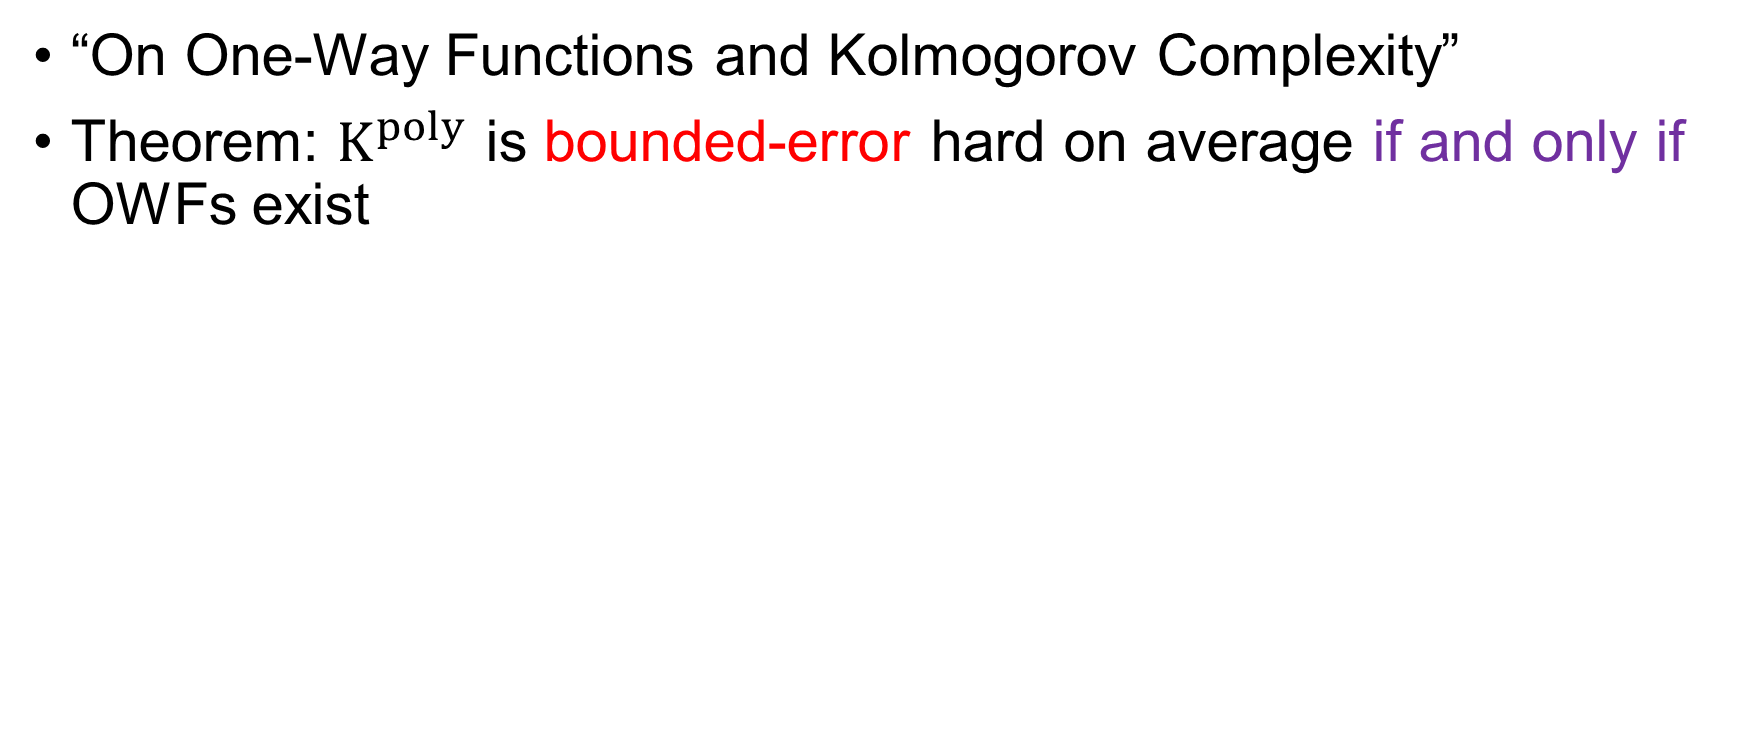 • “On One-Way Functions and Kolmogorov Complexity”
• Theorem: K^poly is bounded-error hard on average if and only if
OWFs exist